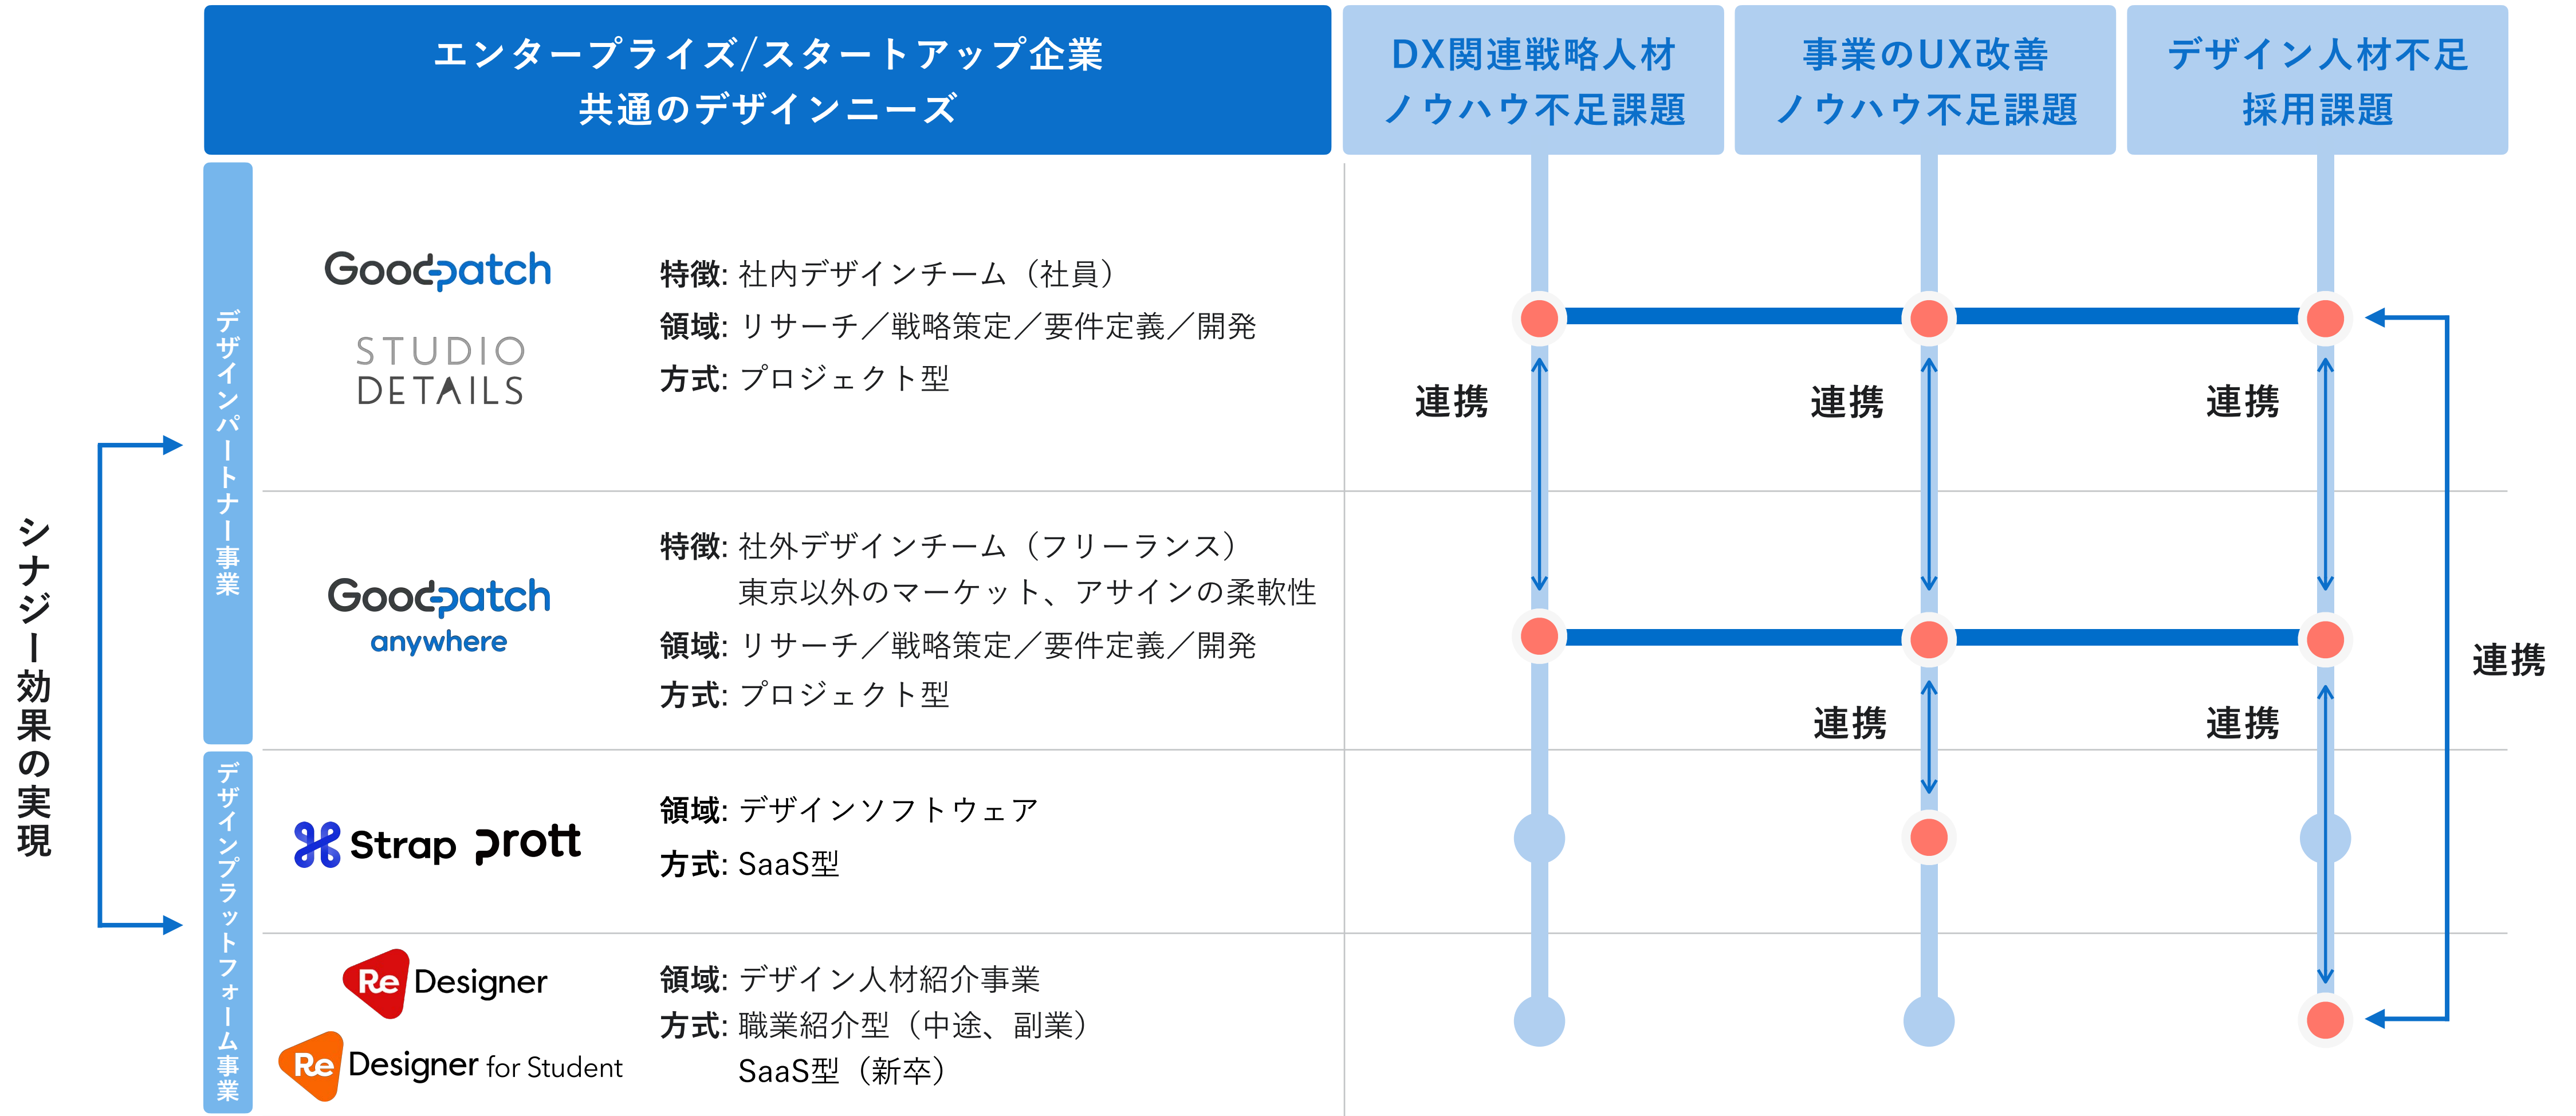 エンタープライズ/スタートアップ企業
共通のデザインニーズ
DX関連戦略人材
ノウハウ不足課題
事業のUX改善
ノウハウ不足課題
デザイン人材不足
採用課題
シナジー効果の実現
デザインパートナー事業
Goodpatch
STUDIO
DETAILS
特徴: 社内デザインチーム（社員）
領域: リサーチ／戦略策定／要件定義／開発
方式: プロジェクト型
連携
連携
連携
Goodpatch
anywhere
特徴: 社外デザインチーム（フリーランス）
東京以外のマーケット、アサインの柔軟性
領域: リサーチ／戦略策定／要件定義／開発
方式: プロジェクト型
連携
連携
連携
デザインプラットフォーム事業
Strap prott
領域: デザインソフトウェア
方式: SaaS型
Re Designer
Re Designer for Student
領域: デザイン人材紹介事業
方式: 職業紹介型（中途、副業）
SaaS型（新卒）